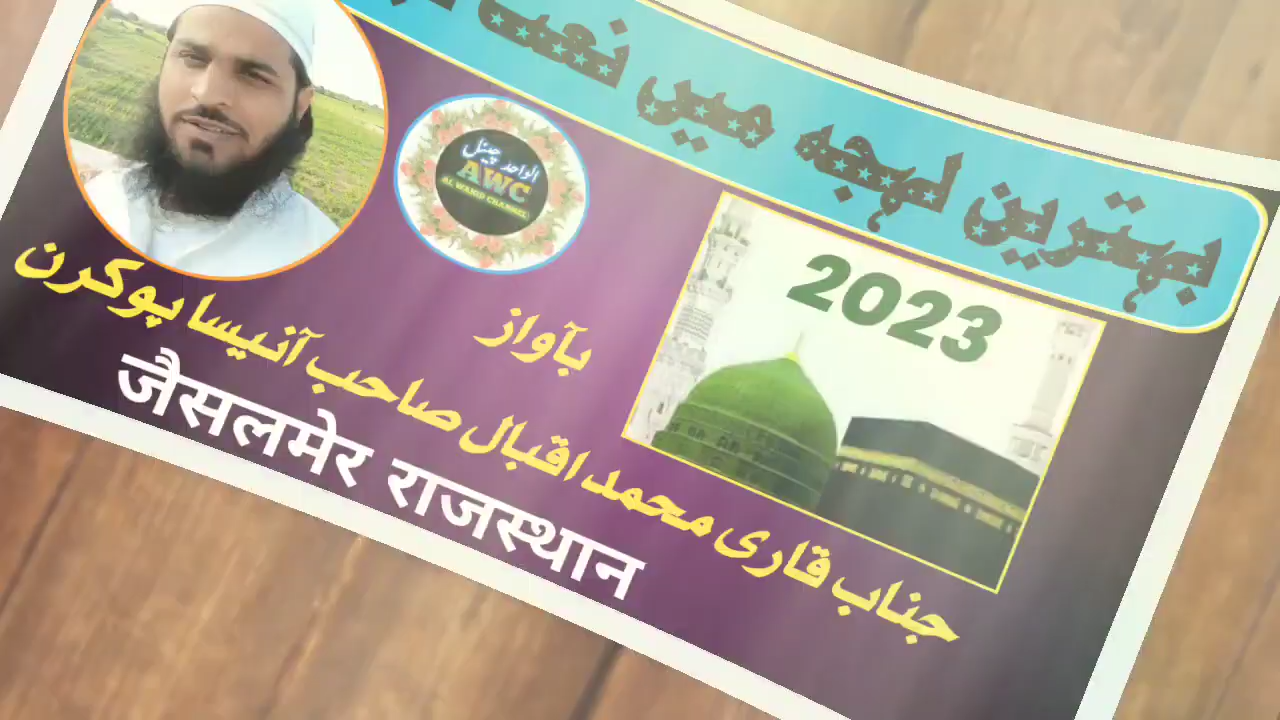 بہترین لہجہ میں نعت
2023
الواحد چینل
AWC
AL WAHID CHANNEL
بآواز
جناب قاری محمد اقبال صاحب آنیسا پوکرن
जैसलमेर राजस्थान